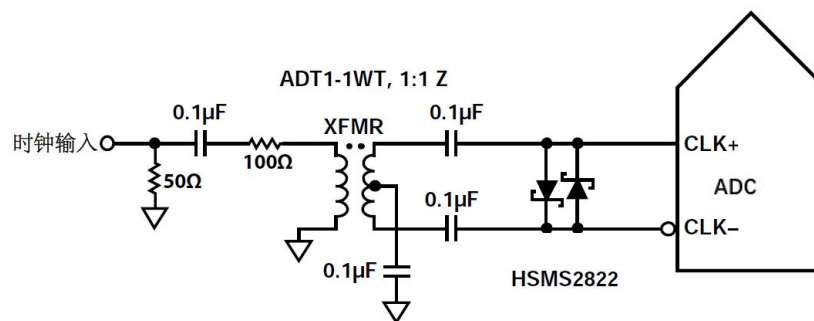 ADT1-1WT, 1:1 Z
0.1µF
XFMR
0.1µF
时钟输入
100Ω
CLK+
50Ω
ADC
0.1µF
CLK–
0.1µF
HSMS2822